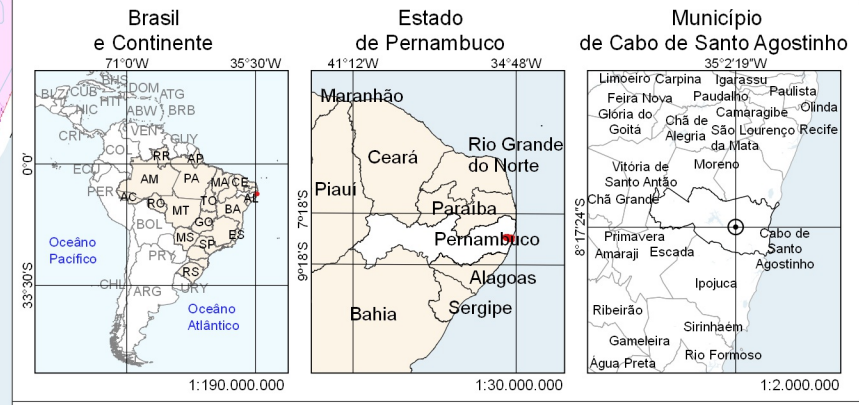 Brasil
e Continente
71°0'W 35°30'W
BHS
BLZ CUB DOM ATG
HTI
NIC ABW BRB
CRI VEN GUY
CO
RR AP
0°0'
ECU
AM PA MA CE
PER
AC RO TO AL
MT BA
BOL GO
MS ES
SP
Oceâno
Pacífico
PRY
RS
33°30'S
CHL ARG URY
Oceâno
Atlântico
1:190.000.000
Estado
de Pernambuco
41°12'W 34°48'W
Maranhão
Rio Grande
do Norte
Ceará
Piauí
Paraíba
7°18'S
Pernambuco
9°18'S
Alagoas
Sergipe
Bahia
1:30.000.000
Município
de Cabo de Santo Agostinho
35°2'19"W
Limoeiro Carpina Igarassu
Feira Nova Paudalho Paulista
Glória do
Goitá
Camaragibe Olinda
Chã de
Alegria
São Lourenço
da Mata
Recife
Moreno
Vitória de
Santo Antão
Chã Grande
8°17'24"S
Cabo de
Santo
Agostinho
Primavera
Amaraji Escada
Ipojuca
Ribeirão
Sirinhaém
Gameleira
Rio Formoso
Água Preta
1:2.000.000